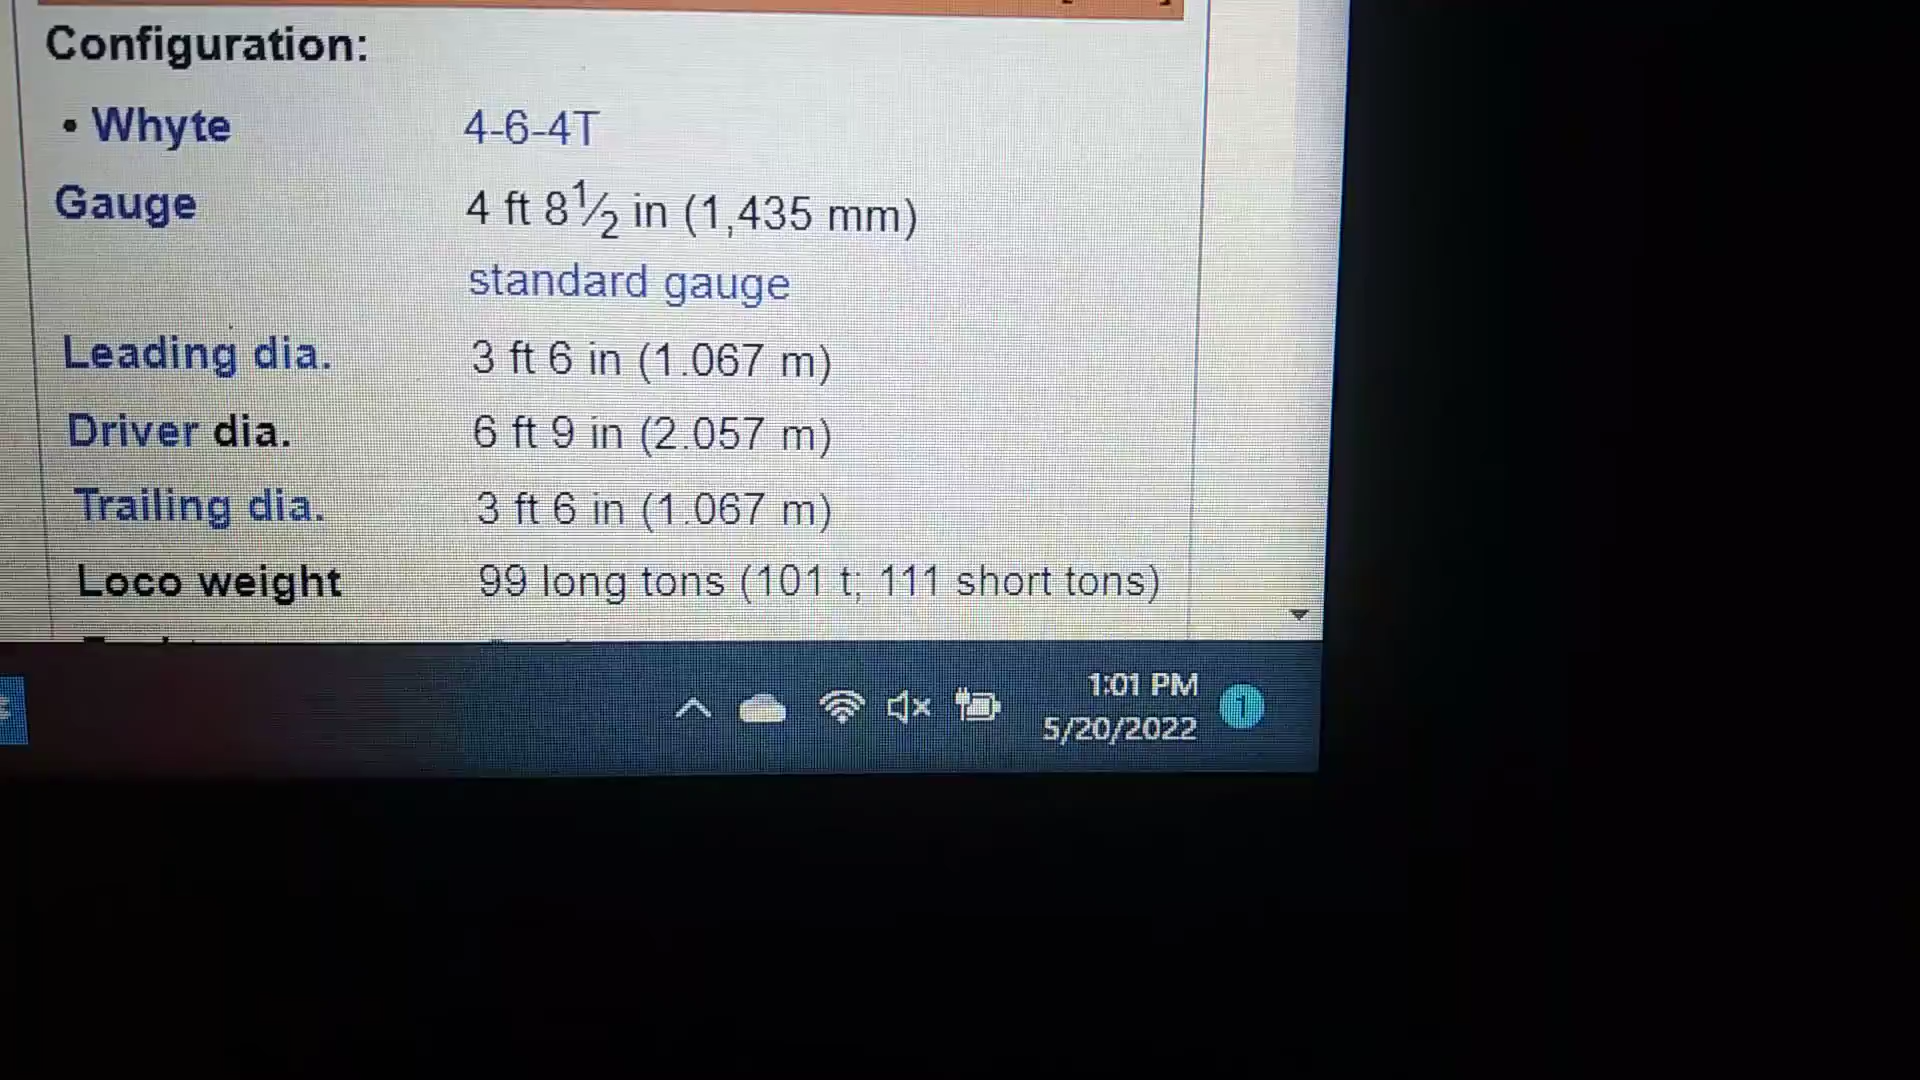 Configuration:
• Whyte 4-6-4T
Gauge 4 ft 8 1⁄2 in (1,435 mm)
standard gauge
Leading dia. 3 ft 6 in (1.067 m)
Driver dia. 6 ft 9 in (2.057 m)
Trailing dia. 3 ft 6 in (1.067 m)
Loco weight 99 long tons (101 t; 111 short tons)
1:01 PM
5/20/2022
1